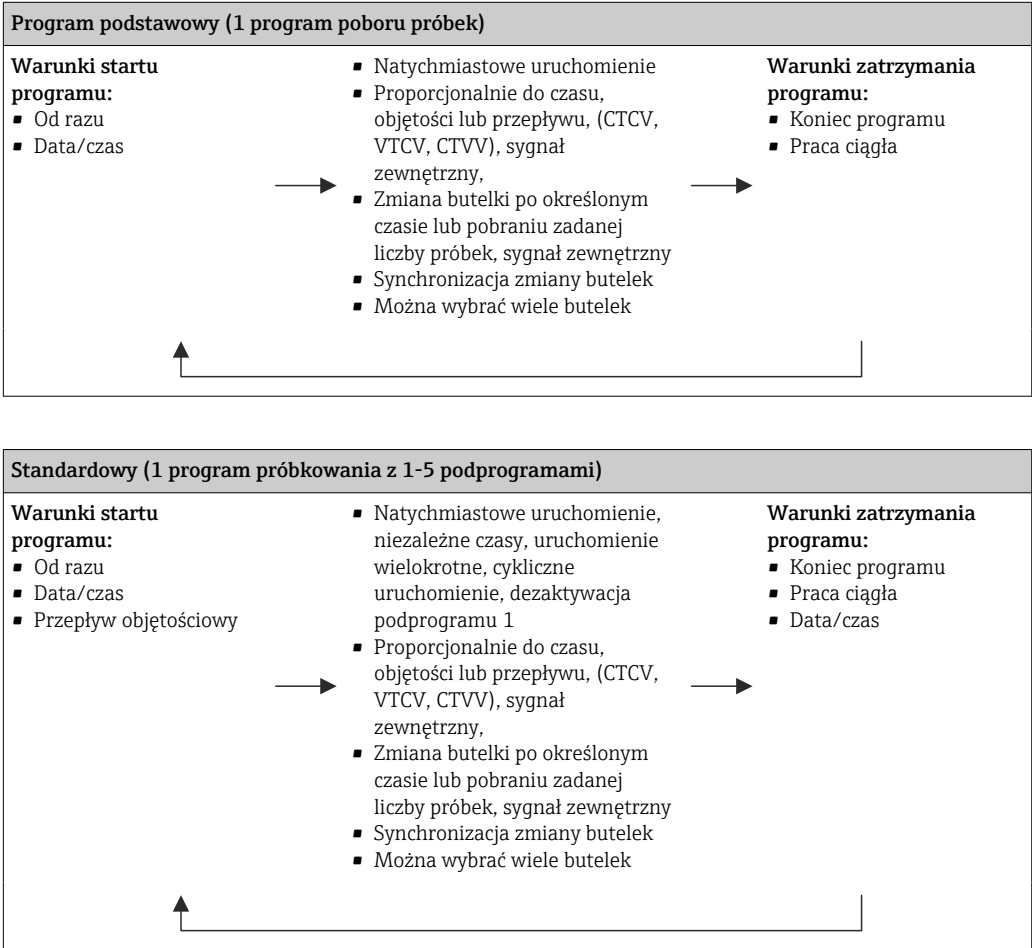 Program podstawowy (1 program poboru próbek)
Warunki startu
programu:
▪ Od razu
▪ Data/czas
▪ Natychmiastowe uruchomienie
▪ Proporcjonalnie do czasu,
objętości lub przepływu, (CTCV,
VTCV, CTVV), sygnał
zewnętrzny,
▪ Zmiana butelki po określonym
czasie lub pobraniu zadanej
liczby próbek, sygnał zewnętrzny
▪ Synchronizacja zmiany butelek
▪ Można wybrać wiele butelek
Warunki zatrzymania
programu:
▪ Koniec programu
▪ Praca ciągła
Standardowy (1 program próbkowania z 1-5 podprogramami)
Warunki startu
programu:
▪ Od razu
▪ Data/czas
▪ Przepływ objętościowy
▪ Natychmiastowe uruchomienie,
niezależne czasy, uruchomienie
wielokrotne, cykliczne
uruchomienie, dezaktywacja
podprogramu 1
▪ Proporcjonalnie do czasu,
objętości lub przepływu, (CTCV,
VTCV, CTVV), sygnał
zewnętrzny,
▪ Zmiana butelki po określonym
czasie lub pobraniu zadanej
liczby próbek, sygnał zewnętrzny
▪ Synchronizacja zmiany butelek
▪ Można wybrać wiele butelek
Warunki zatrzymania
programu:
▪ Koniec programu
▪ Praca ciągła
▪ Data/czas